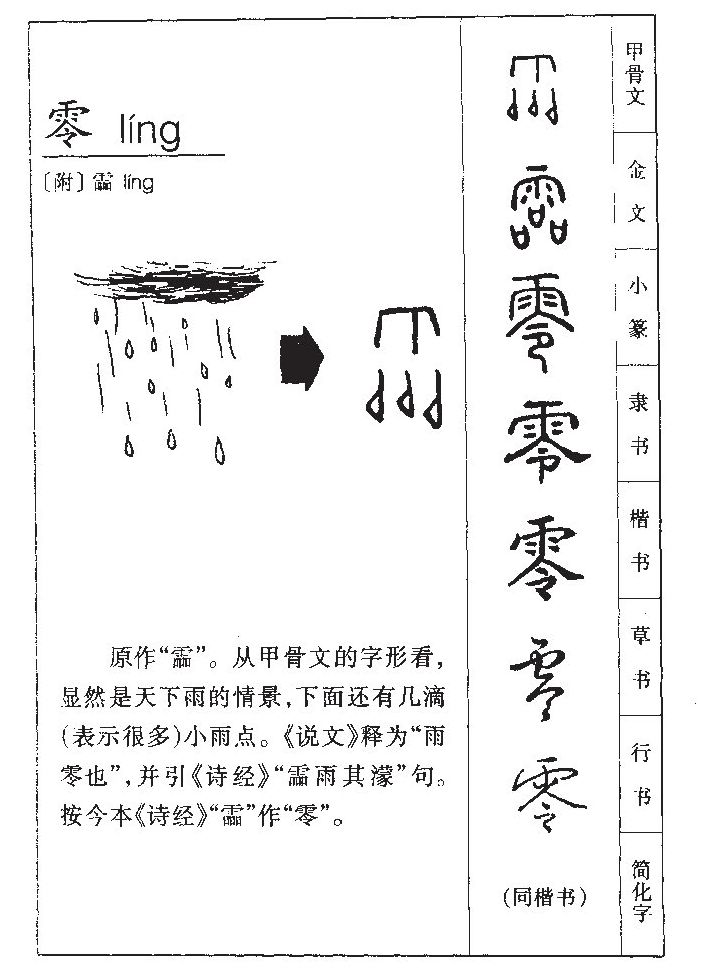 零 líng
〔附〕霝 líng
原作“霝”。从甲骨文的字形看，
显然是天下雨的情景，下面还有几滴
（表示很多）小雨点。《说文》释为“雨
零也”，并引《诗经》“霝雨其濛”句。
按今本《诗经》“霝”作“零”。
甲骨文
金文
零
小篆
零
隶书
零
楷书
零
草书
零
行书
（同楷书）
简化字